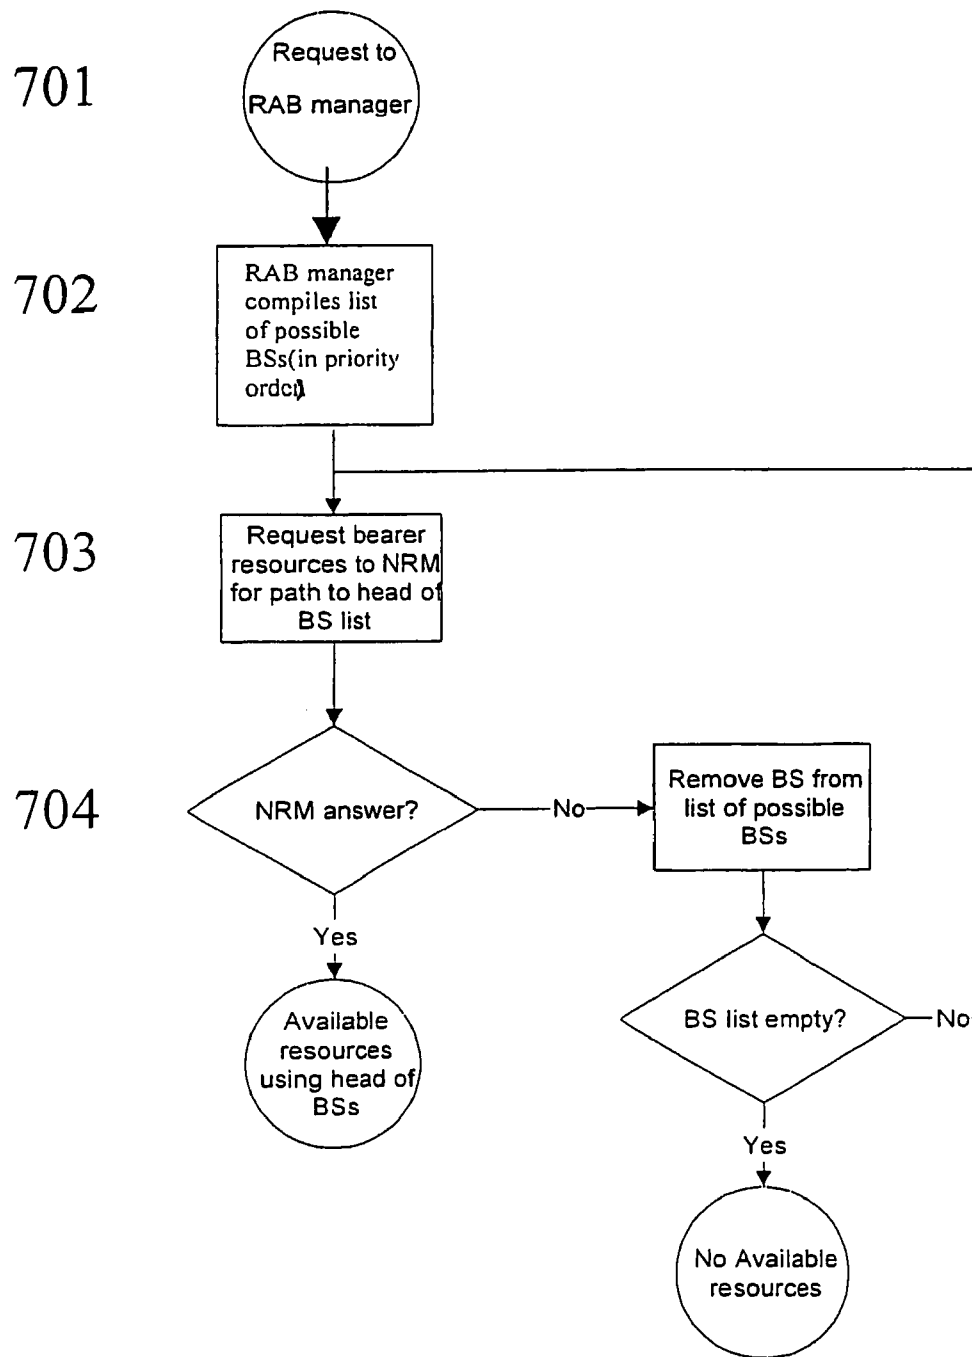 701
Request to
RAB manager
702
RAB manager
compiles list
of possible
BSs(in priority
order)
703
Request bearer
resources to NRM
for path to head of
BS list
704
NRM answer?
No
Remove BS from
list of possible
BSs
Yes
Available
resources
using head of
BSs
BS list empty?
No
Yes
No Available
resources